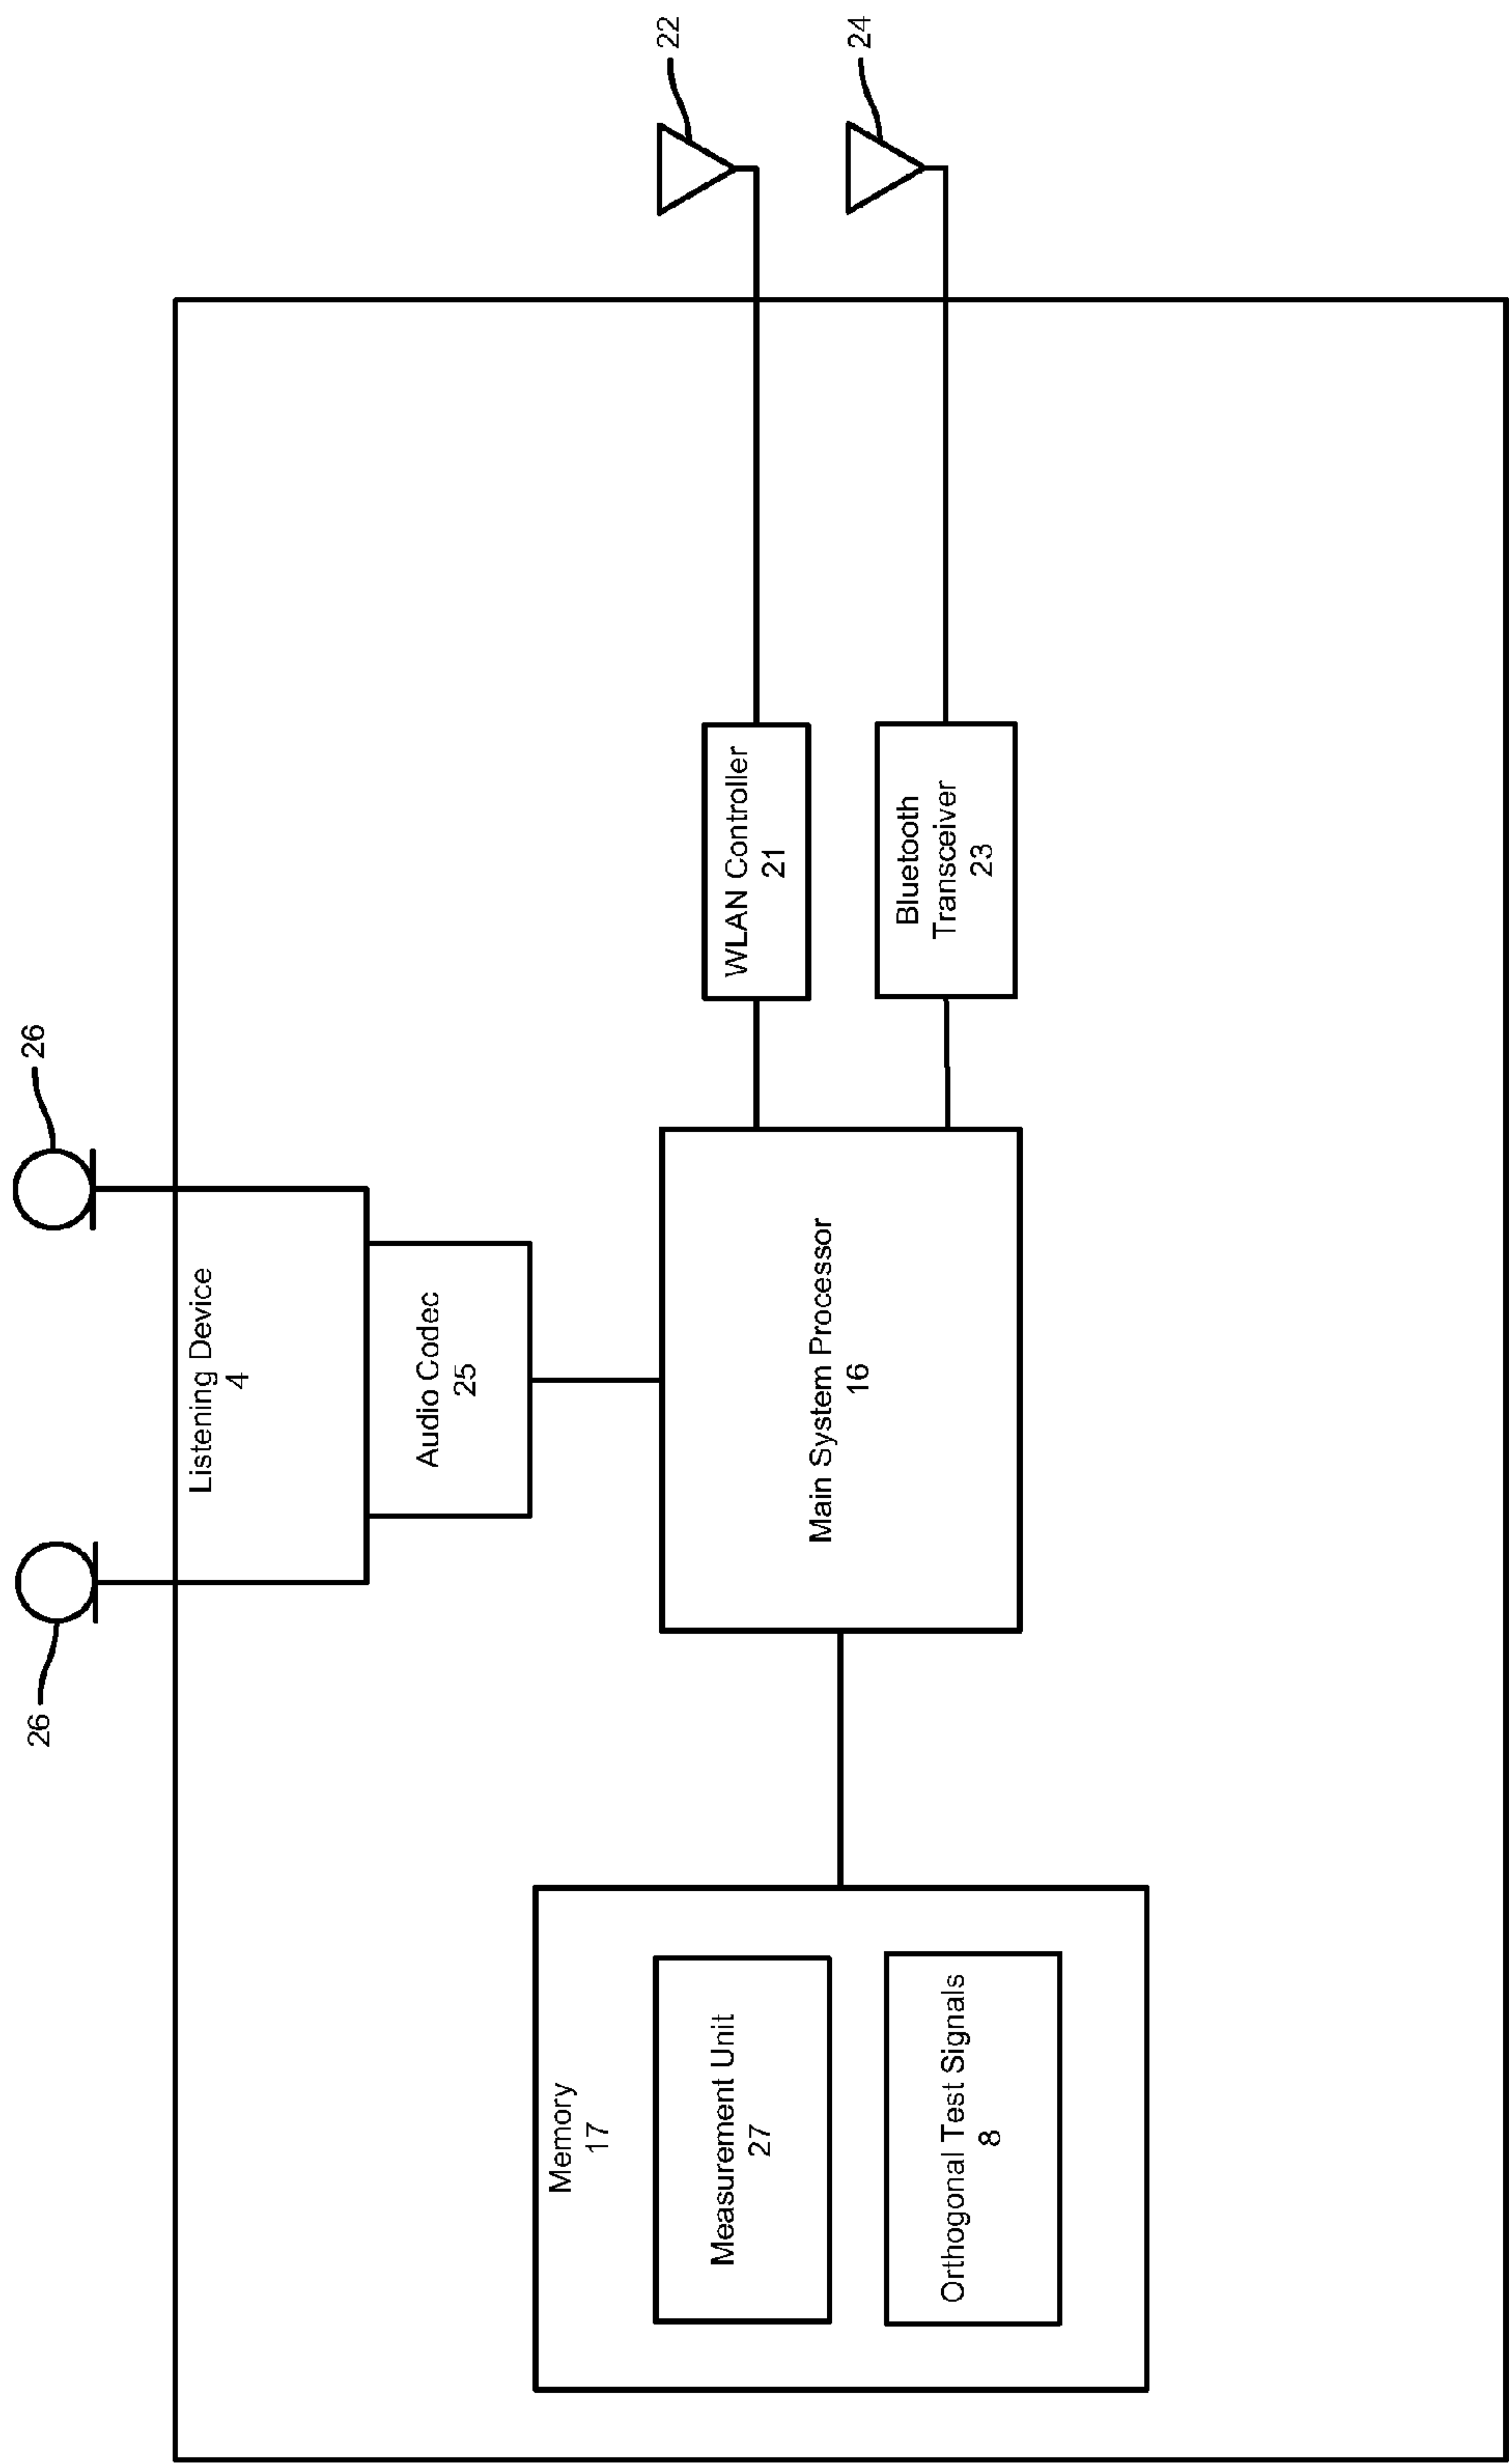 26
26
Listening Device
4
Audio Codec
25
22
Memory
17
Measurement Unit
27
Main System Processor
16
WLAN Controller
21
24
Orthogonal Test Signals
8
Bluetooth
Transceiver
23